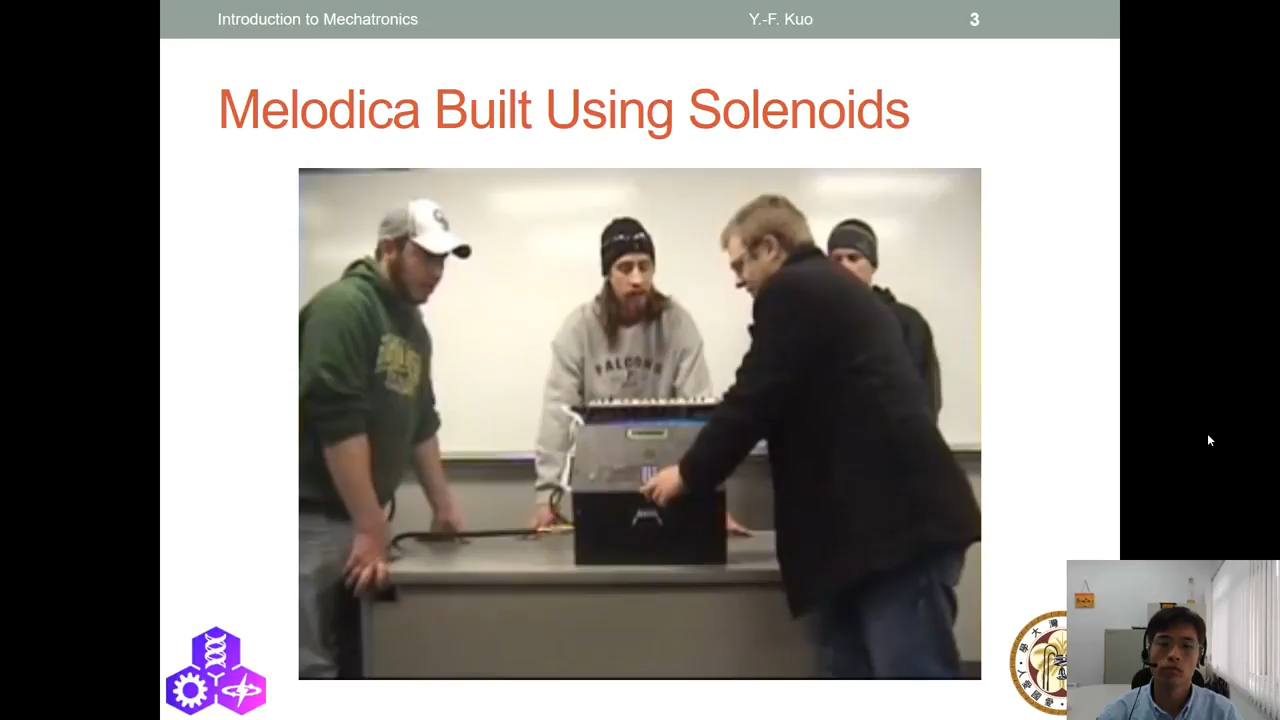 Introduction to Mechatronics
Y.-F. Kuo
3
Melodica Built Using Solenoids
FALCONS